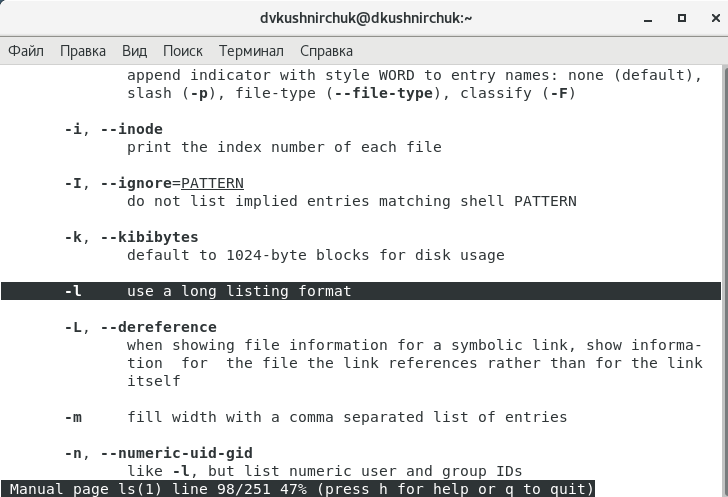 dvkushnirchuk@dkushnirchuk:~
Файл Правка Вид Поиск Терминал Справка
append indicator with style WORD to entry names: none (default),
slash (-p), file-type (--file-type), classify (-F)
-i, --inode
print the index number of each file
-I, --ignore=PATTERN
do not list implied entries matching shell PATTERN
-k, --kibibytes
default to 1024-byte blocks for disk usage
-l use a long listing format
-L, --dereference
when showing file information for a symbolic link, show informa-
tion for the file the link references rather than for the link
itself
-m fill width with a comma separated list of entries
-n, --numeric-uid-gid
like -l, but list numeric user and group IDs
Manual page ls(1) line 98/251 47% (press h for help or q to quit)